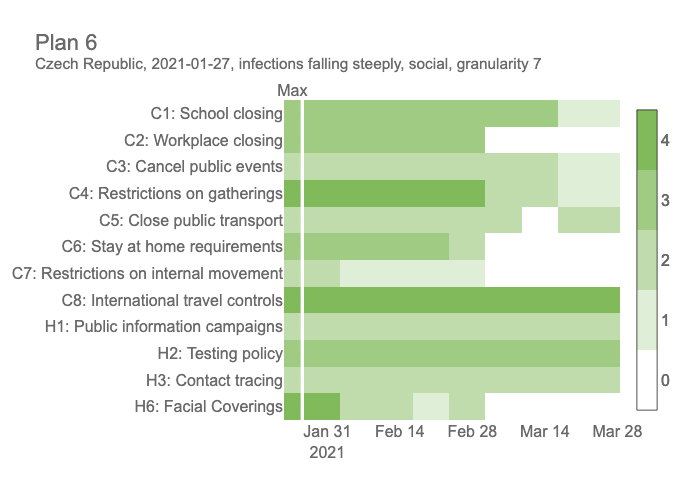 Plan 6
Czech Republic, 2021-01-27, infections falling steeply, social, granularity 7
Max
C1: School closing
C2: Workplace closing
C3: Cancel public events
C4: Restrictions on gatherings
C5: Close public transport
C6: Stay at home requirements
C7: Restrictions on internal movement
C8: International travel controls
H1: Public information campaigns
H2: Testing policy
H3: Contact tracing
H6: Facial Coverings
Jan 31 Feb 14 Feb 28 Mar 14 Mar 28
2021
4
3
2
1
0